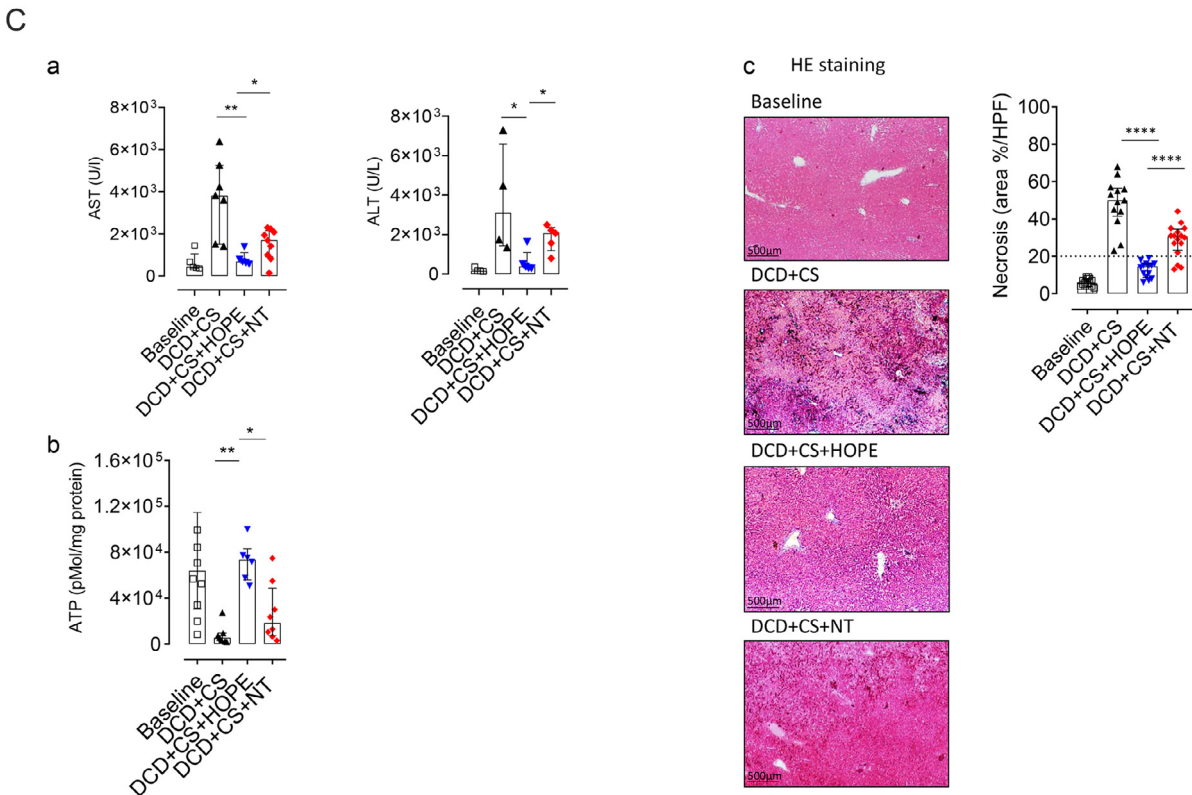 C
a
AST (U/l)
8×10³
6×10³
4×10³
2×10³
0
**
*
Baseline
DCD+CS
DCD+CS+HOPE
DCD+CS+NT
ALT (U/L)
8×10³
6×10³
4×10³
2×10³
0
*
*
Baseline
DCD+CS
DCD+CS+HOPE
DCD+CS+NT
b
ATP (pMol/mg protein)
1.6×10⁵
1.2×10⁵
8×10⁴
4×10⁴
0
**
*
Baseline
DCD+CS
DCD+CS+HOPE
DCD+CS+NT
c HE staining
Baseline
500µm
DCD+CS
500µm
DCD+CS+HOPE
500µm
DCD+CS+NT
500µm
Necrosis (area %/HPF)
100
80
60
40
20
0
****
****
Baseline
DCD+CS
DCD+CS+HOPE
DCD+CS+NT